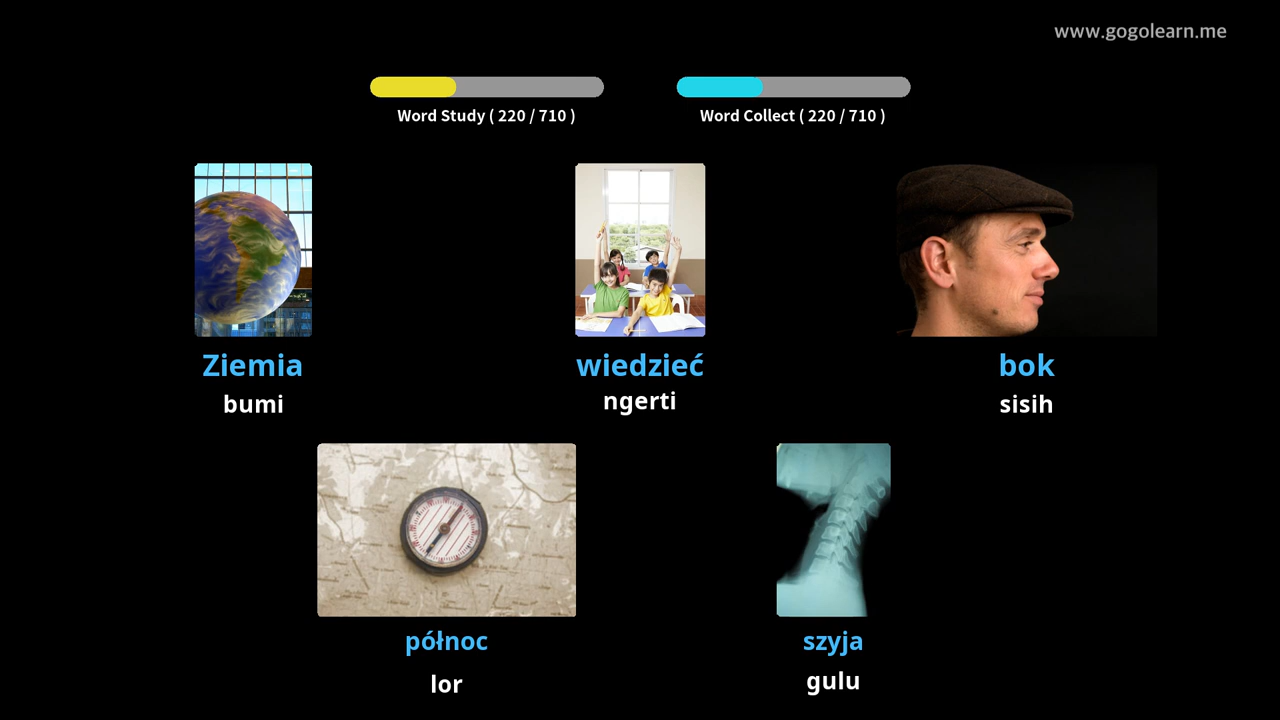 www.gogolearn.me
Word Study ( 220 / 710 )
Word Collect ( 220 / 710 )
Ziemia
bumi
wiedzieć
ngerti
bok
sisih
północ
lor
szyja
gulu